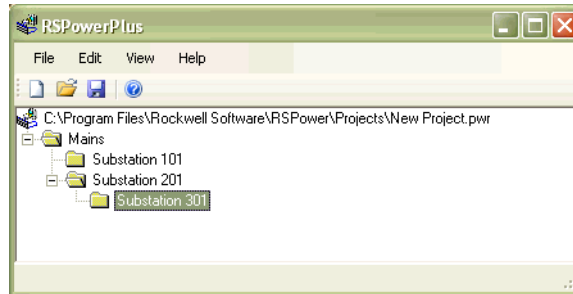 RSPowerPlus
File Edit View Help
C:\Program Files\Rockwell Software\RSPower\Projects\New Project.pwr
Mains
Substation 101
Substation 201
Substation 301